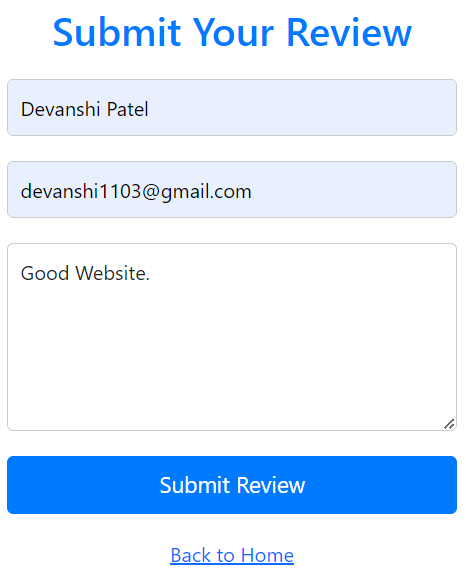 Submit Your Review
Devanshi Patel
devanshi1103@gmail.com
Good Website.
Submit Review
Back to Home